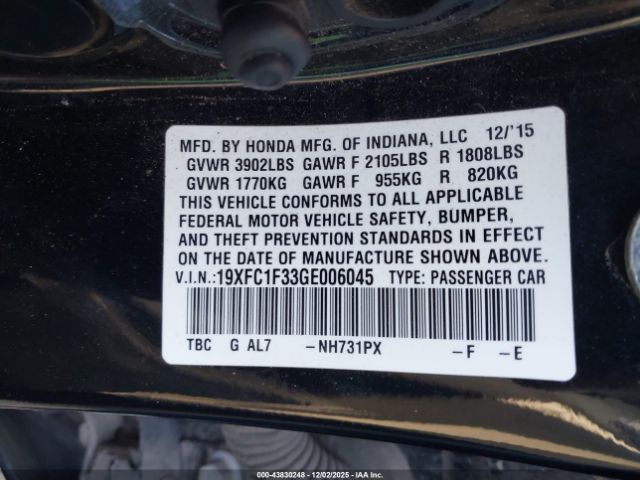 MFD. BY HONDA MFG. OF INDIANA, LLC 12/'15
GVWR 3902LBS GAWR F 2105LBS R 1808LBS
GVWR 1770KG GAWR F 955KG R 820KG
THIS VEHICLE CONFORMS TO ALL APPLICABLE
FEDERAL MOTOR VEHICLE SAFETY, BUMPER,
AND THEFT PREVENTION STANDARDS IN EFFECT
ON THE DATE OF MANUFACTURE SHOWN ABOVE.
V.I.N.:19XFC1F33GE006045 TYPE: PASSENGER CAR
TBC G AL7 –NH731PX –F –E
000-43830248 - 12/02/2025 - IAA Inc.